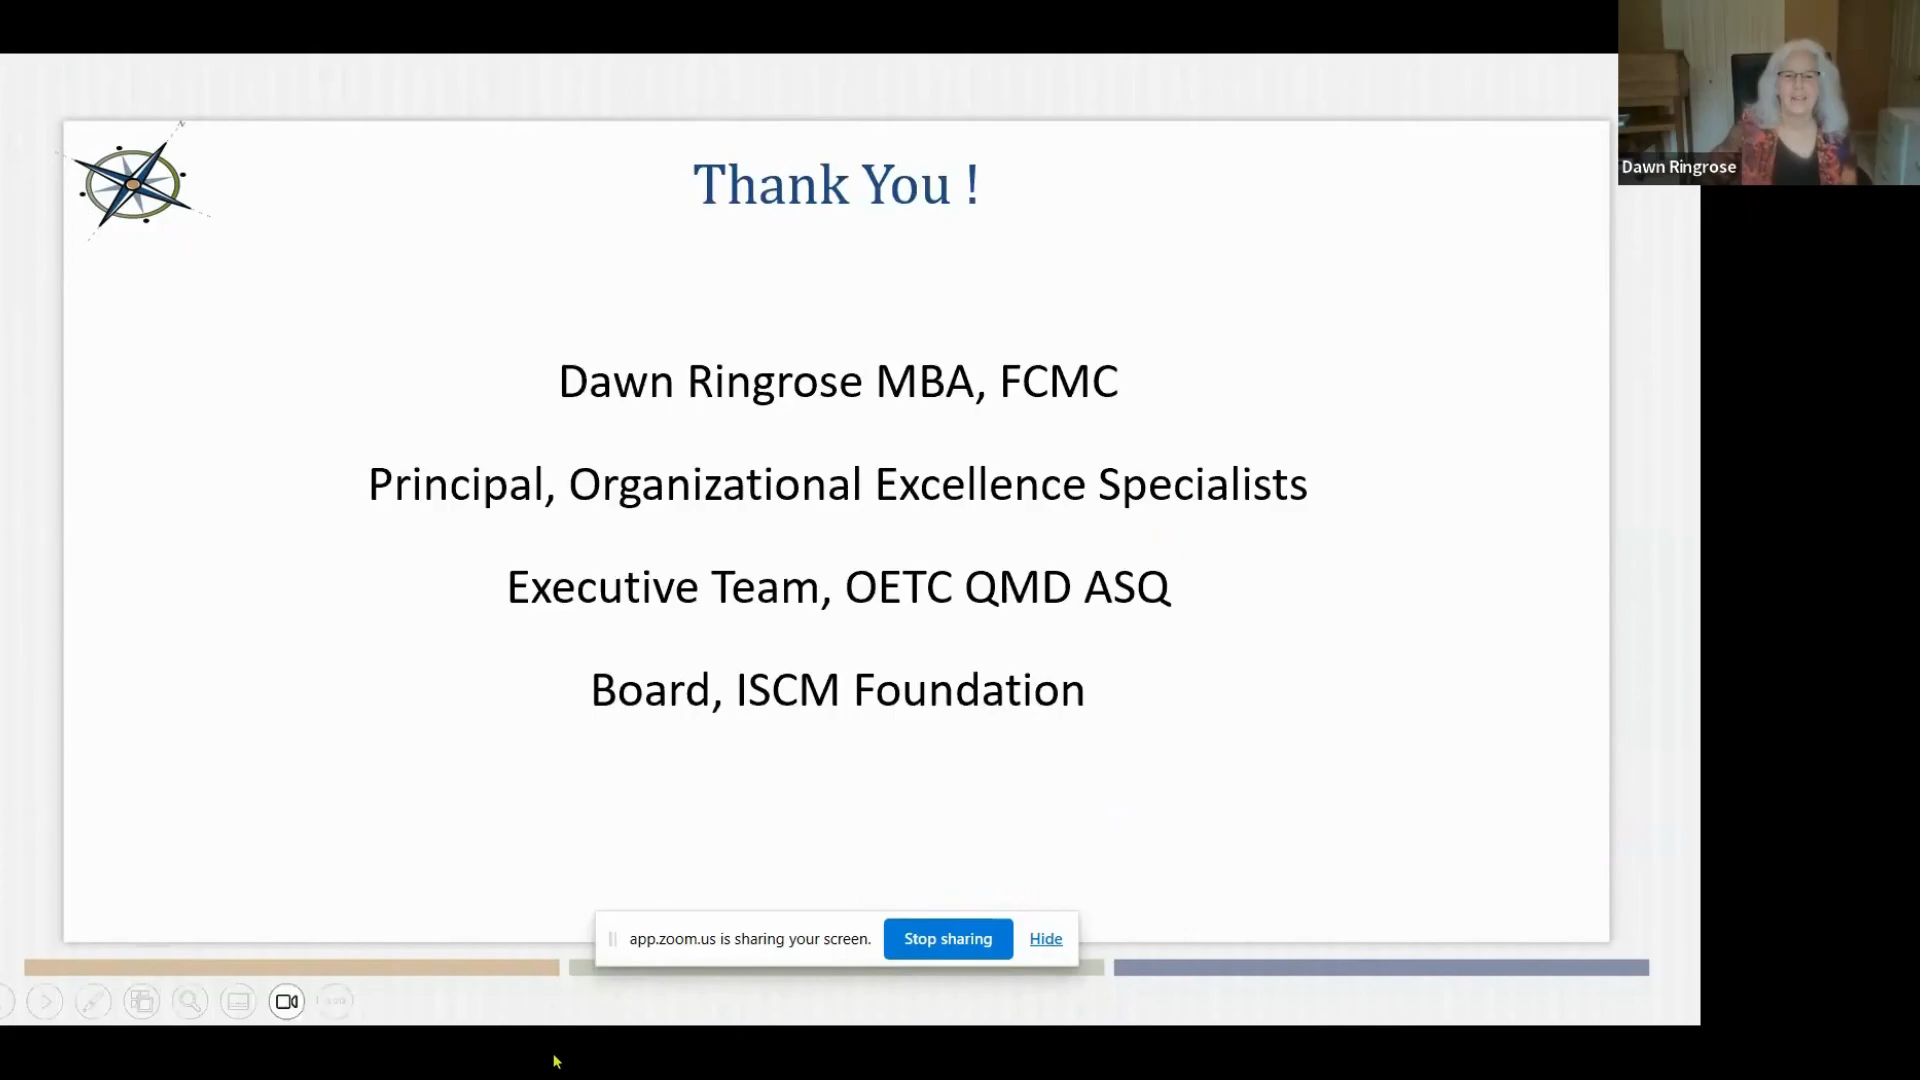 Thank You !
Dawn Ringrose
Dawn Ringrose MBA, FCMC
Principal, Organizational Excellence Specialists
Executive Team, OETC QMD ASQ
Board, ISCM Foundation
app.zoom.us is sharing your screen. Stop sharing Hide